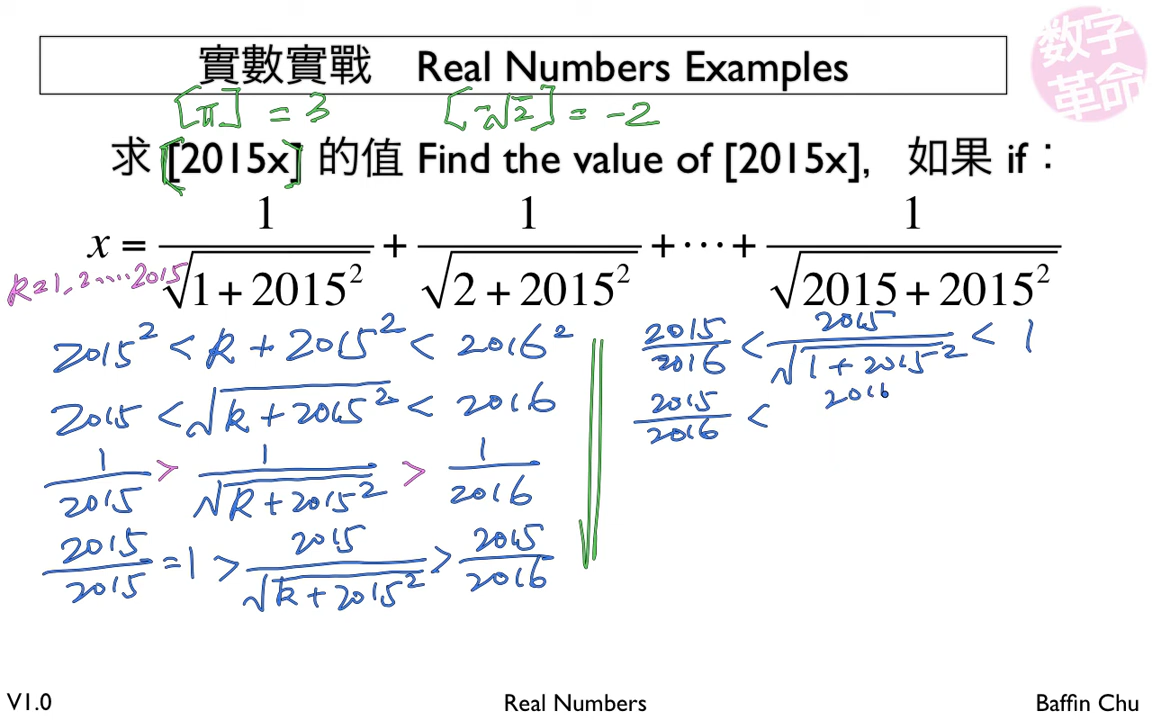 数字
革命
實數實戰 Real Numbers Examples
[π] = 3 [-√2] = -2
求 [2015x] 的值 Find the value of [2015x], 如果 if：
x = 1/√(1+2015²) + 1/√(2+2015²) + ··· + 1/√(2015+2015²)
k=1, 2....2015
2015² < k + 2015² < 2016²
2015 < √(k+2015²) < 2016
1/2015 > 1/√(k+2015²) > 1/2016
2015/2015 = 1 > 2015/√(k+2015²) > 2015/2016
2015/2016 < 2015/√(1+2015²) < 1
2015/2016 < 2016
V1.0 Real Numbers Baffin Chu